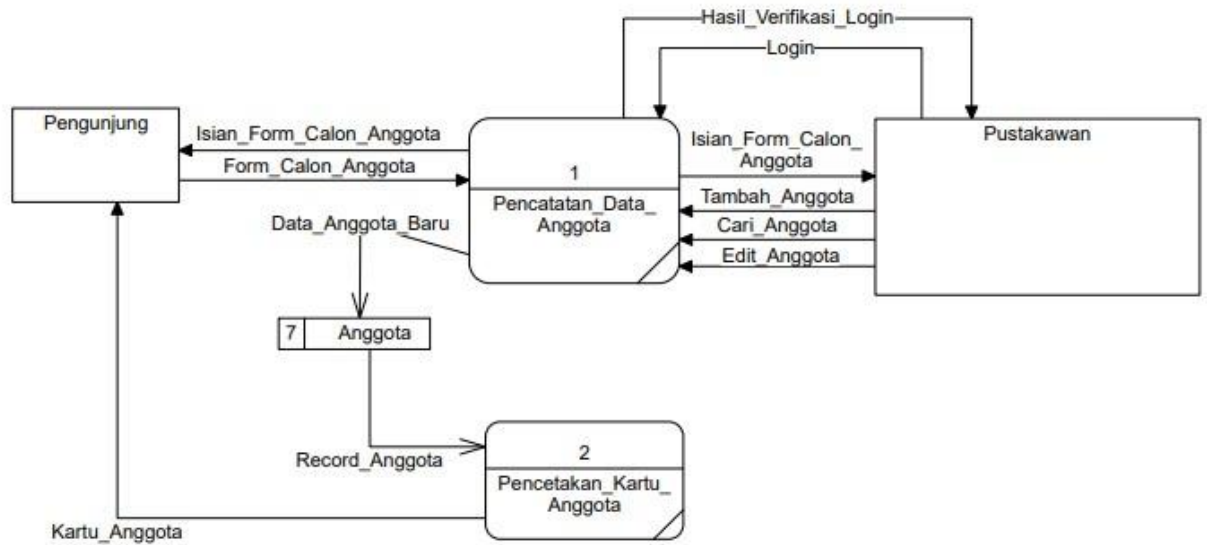 Hasil_Verifikasi_Login
Login
Pengunjung
Isian_Form_Calon_Anggota
Form_Calon_Anggota
1
Pencatatan_Data_
Anggota
Isian_Form_Calon_
Anggota
Tambah_Anggota
Cari_Anggota
Edit_Anggota
Pustakawan
Data_Anggota_Baru
7 Anggota
Record_Anggota
2
Pencetakan_Kartu_
Anggota
Kartu_Anggota